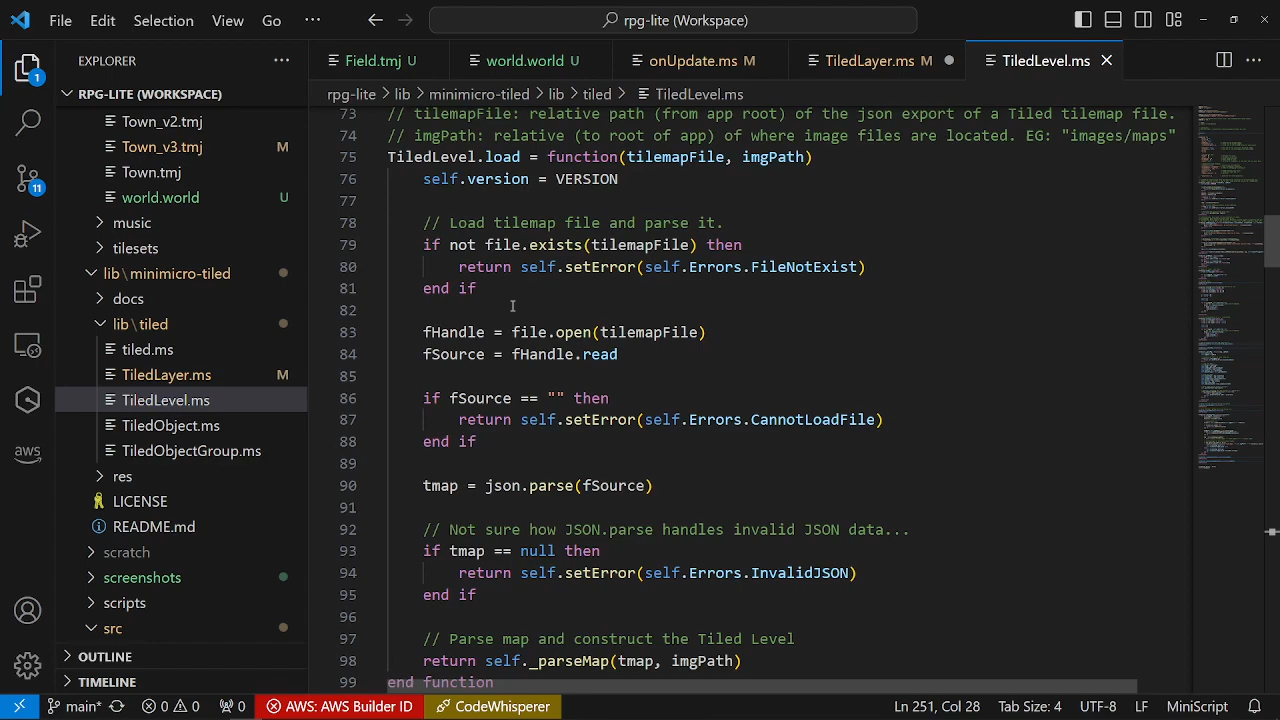 File Edit Selection View Go ··· rpg-lite (Workspace)
EXPLORER ···
Field.tmj U world.world U onUpdate.ms M TiledLayer.ms M TiledLevel.ms
RPG-LITE (WORKSPACE)
rpg-lite > lib > minimicro-tiled > lib > tiled > TiledLevel.ms
1
Town_v2.tmj
Town_v3.tmj M
Town.tmj
world.world U
music
tilesets
lib\minimicro-tiled
docs
lib\tiled
tiled.ms
TiledLayer.ms M
TiledLevel.ms
TiledObject.ms
TiledObjectGroup.ms
res
LICENSE
README.md
scratch
screenshots
scripts
src
OUTLINE
TIMELINE
11
aws
73 // tilemapFile: relative path (from app root) of the json export of a Tiled tilemap file.
74 // imgPath: relative (to root of app) of where image files are located. EG: "images/maps"
75 TiledLevel.load = function(tilemapFile, imgPath)
76 self.version = VERSION
77
78 //Load in file and parse it.
79 if not file.exists(tilemapFile) then
80 return self.setError(self.Errors.FileNotExist)
81 end if
82
83 fHandle = file.open(tilemapFile)
84 fSource = fHandle.read
85
86 if fSource == "" then
87 return self.setError(self.Errors.CannotLoadFile)
88 end if
89
90 tmap = json.parse(fSource)
91
92 // Not sure how JSON.parse handles invalid JSON data...
93 if tmap == null then
94 return self.setError(self.Errors.InvalidJSON)
95 end if
96
97 // Parse map and construct the Tiled Level
98 return self._parseMap(tmap, imgPath)
99 end function
main* 0 0 0 AWS: AWS Builder ID CodeWhisperer Ln 251, Col 28 Tab Size: 4 UTF-8 LF MiniScript